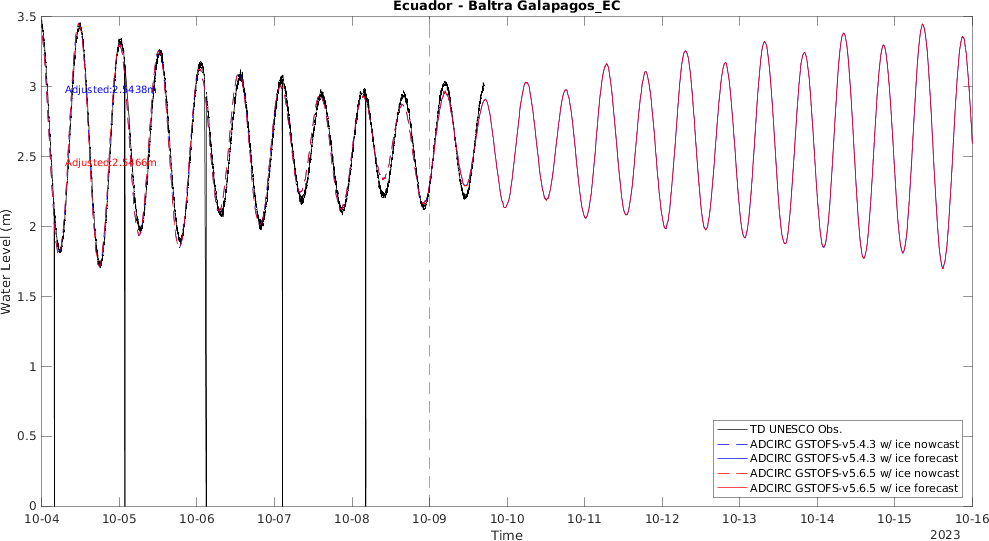 Ecuador - Baltra Galapagos_EC
3.5
3
2.5
2
1.5
1
0.5
0
Water Level (m)
Adjusted:2.5438m
Adjusted:2.5466m
TD UNESCO Obs.
ADCIRC GSTOFS-v5.4.3 w/ ice nowcast
ADCIRC GSTOFS-v5.4.3 w/ ice forecast
ADCIRC GSTOFS-v5.6.5 w/ ice nowcast
ADCIRC GSTOFS-v5.6.5 w/ ice forecast
10-04 10-05 10-06 10-07 10-08 10-09 10-10 10-11 10-12 10-13 10-14 10-15 10-16
Time
2023